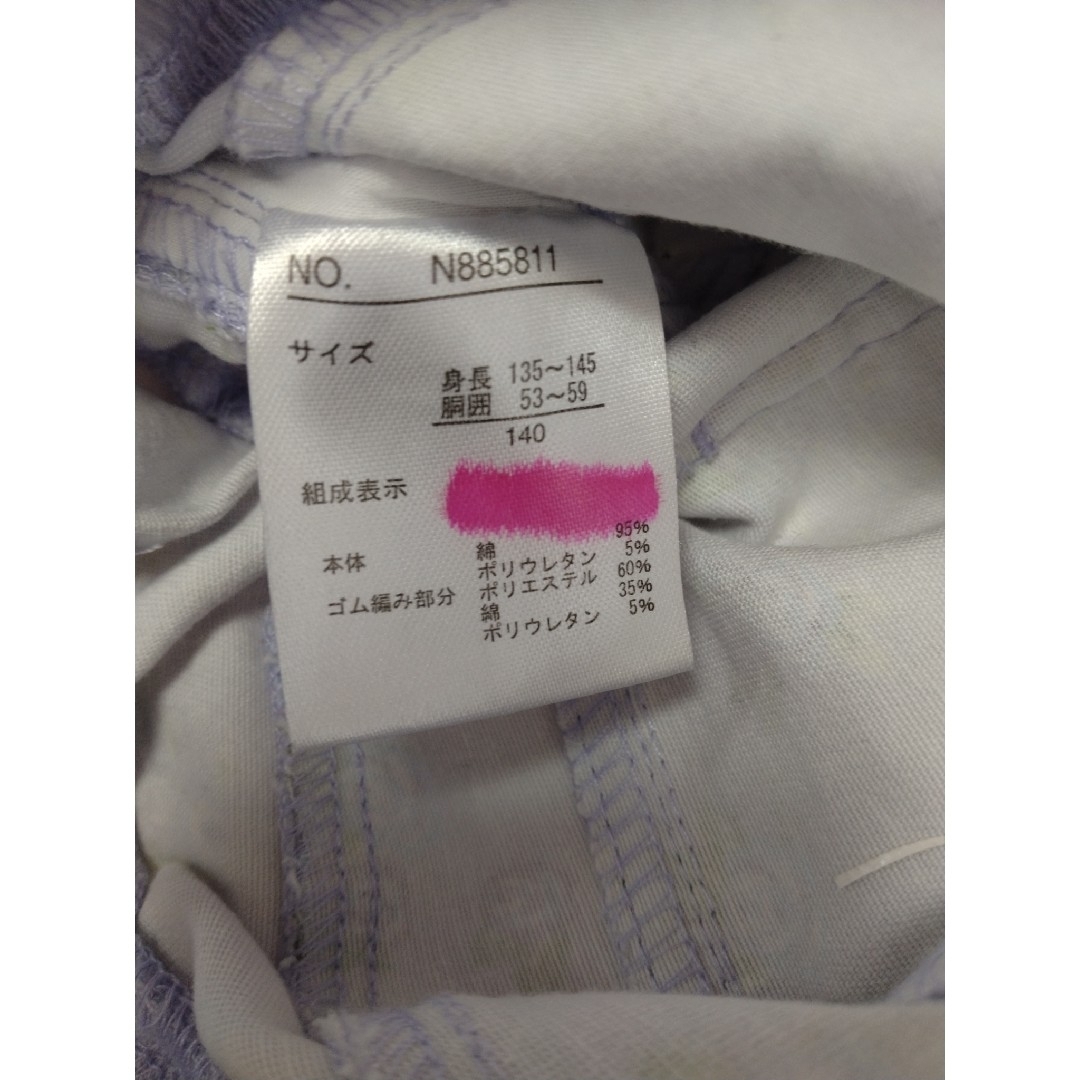 NO. N885811
サイズ
身長 135〜145
胴囲 53〜59
140
組成表示
本体 綿 95%
ポリウレタン 5%
ゴム編み部分 ポリエステル 60%
綿 35%
ポリウレタン 5%